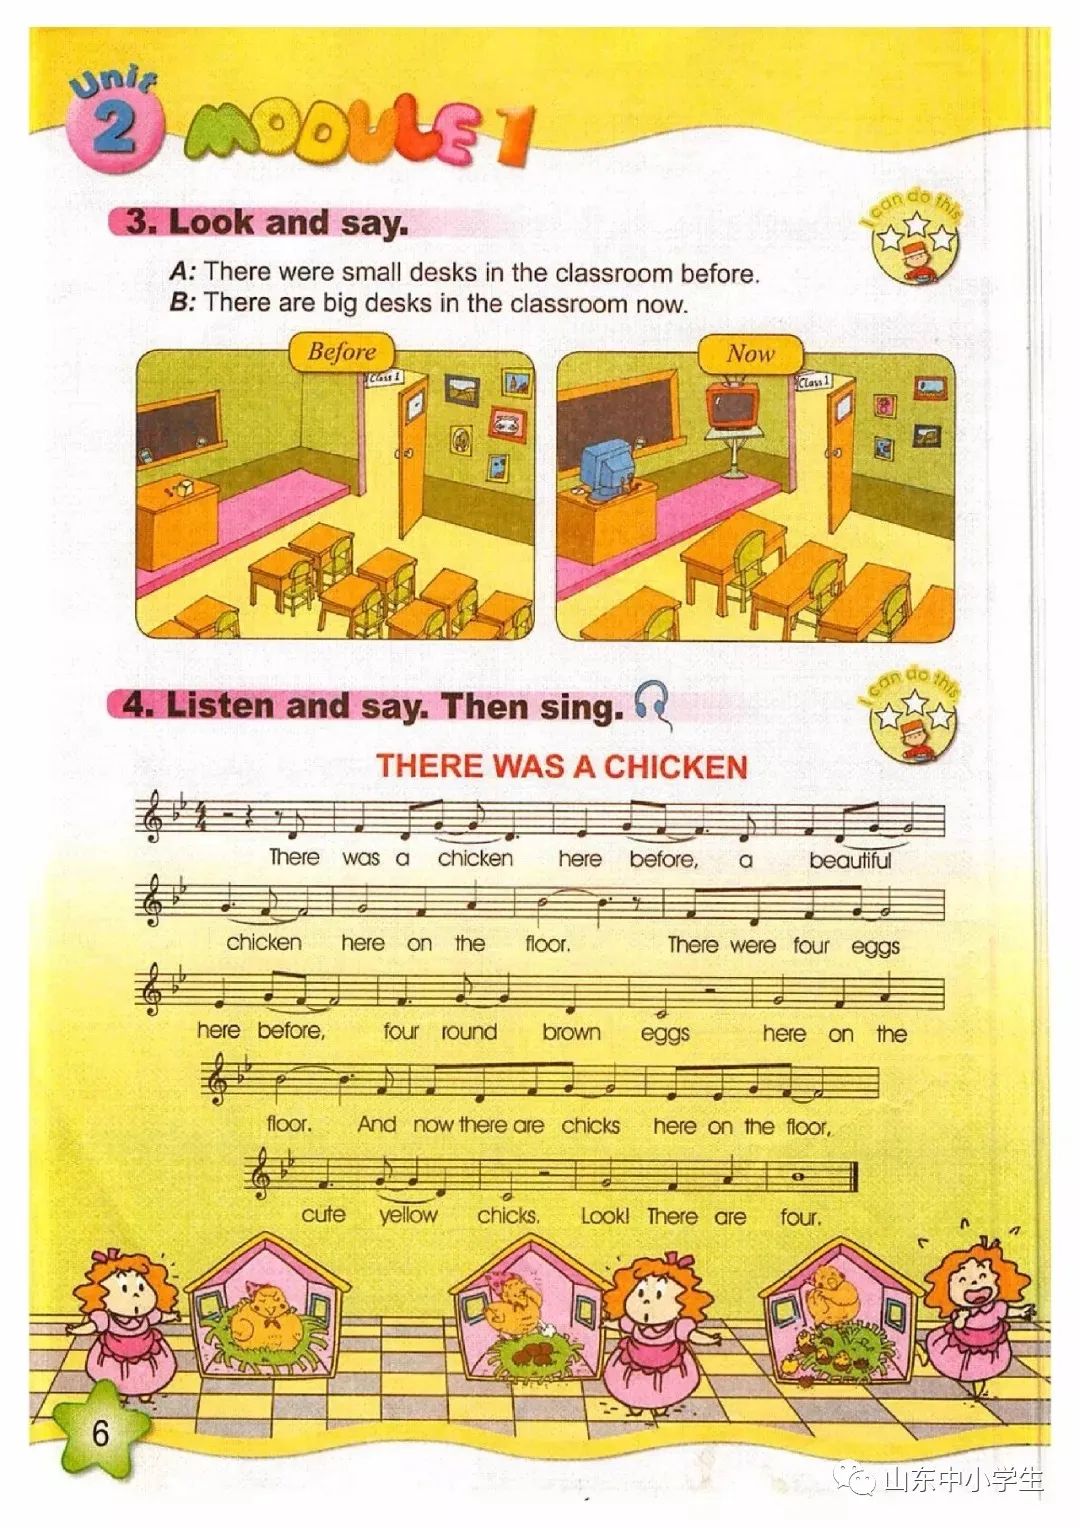 Unit
2 MODULE 1
3. Look and say.
I can do this
A: There were small desks in the classroom before.
B: There are big desks in the classroom now.
Before
Now
Class 1
Class 1
4. Listen and say. Then sing.
I can do this
THERE WAS A CHICKEN
There was a chicken here before, a beautiful
chicken here on the floor. There were four eggs
here before, four round brown eggs here on the
floor. And now there are chicks here on the floor,
cute yellow chicks. Look! There are four.
6
山东中小学生